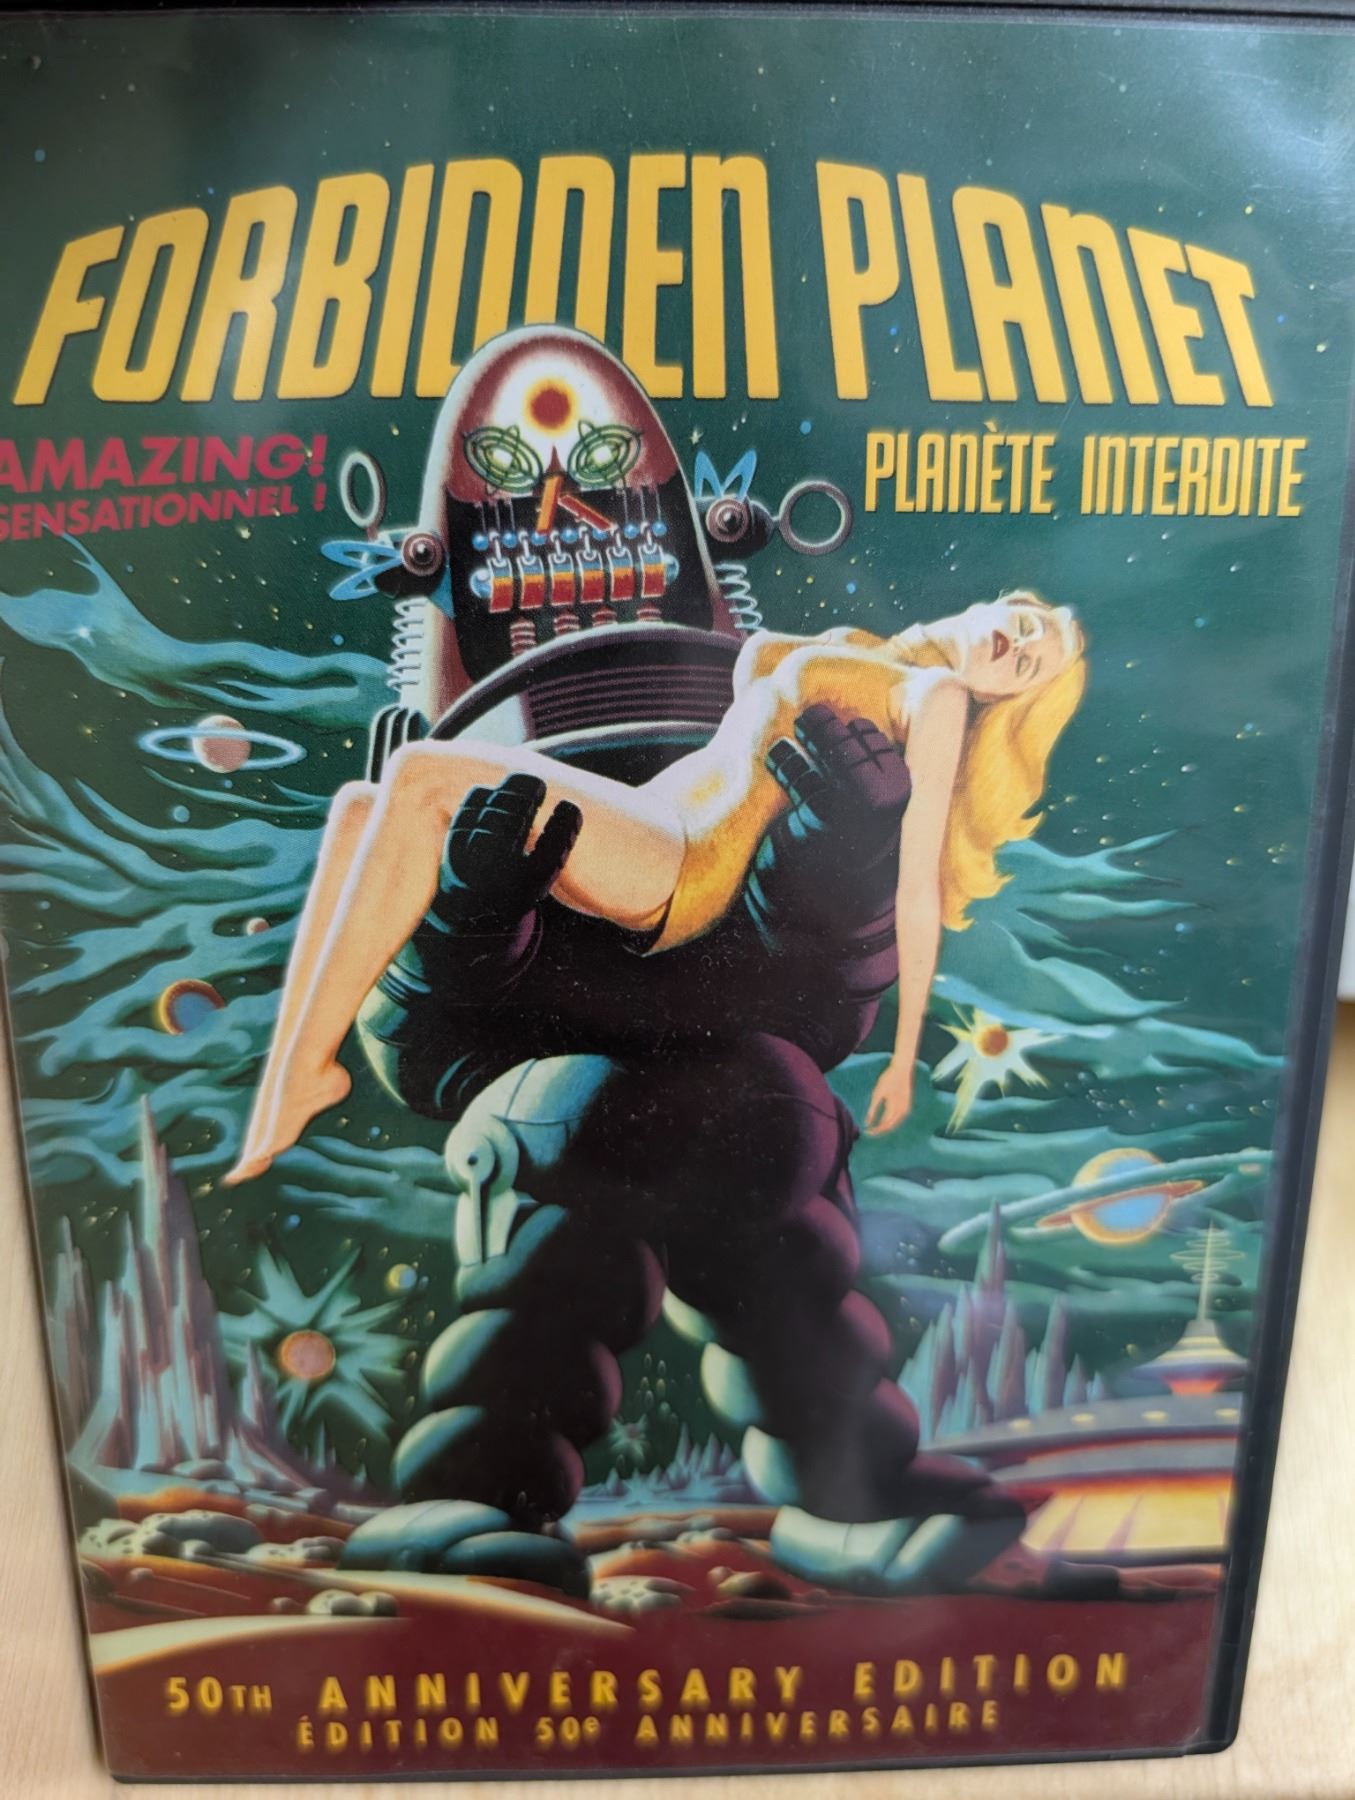 FORBIDDEN PLANET
AMAZING!
SENSATIONNEL !
PLANÈTE INTERDITE
50TH ANNIVERSARY EDITION
ÉDITION 50e ANNIVERSAIRE